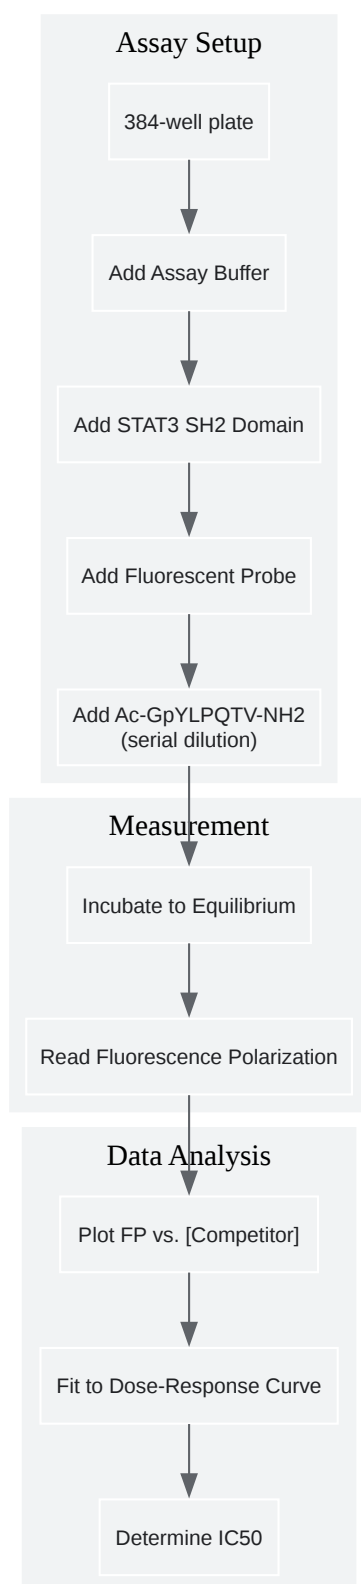 Assay Setup
384-well plate
Add Assay Buffer
Add STAT3 SH2 Domain
Add Fluorescent Probe
Add Ac-GpYLPQTV-NH2
(serial dilution)
Measurement
Incubate to Equilibrium
Read Fluorescence Polarization
Data Analysis
Plot FP vs. [Competitor]
Fit to Dose-Response Curve
Determine IC50